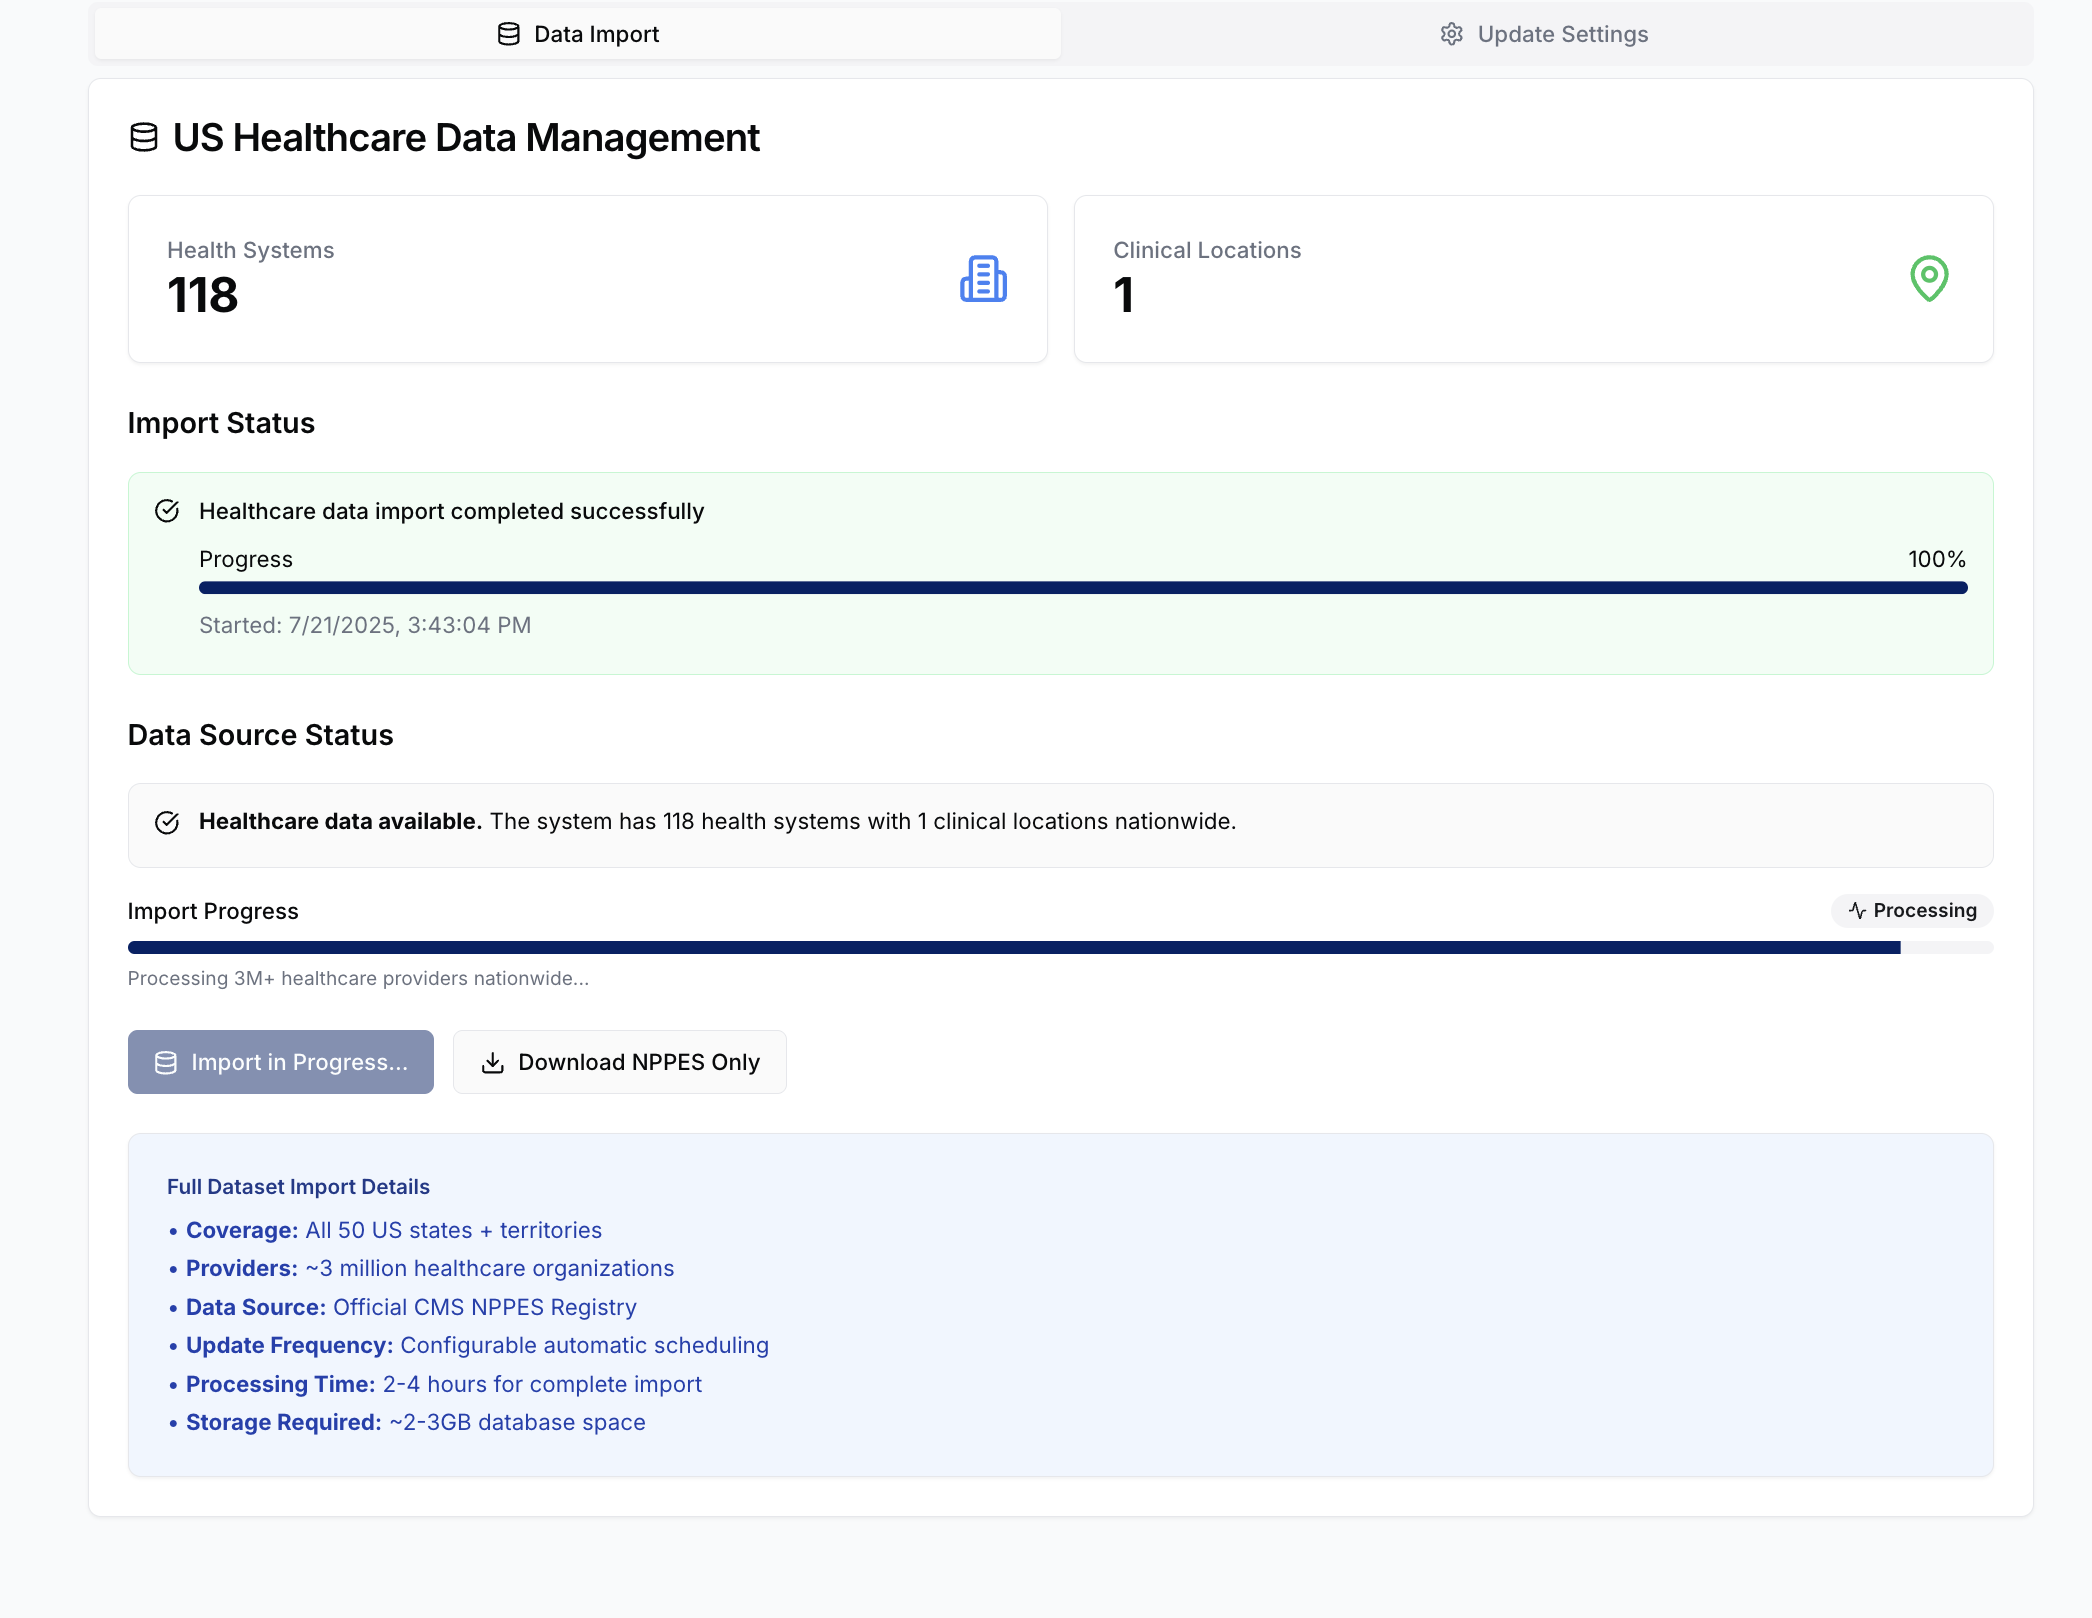 Data Import
Update Settings
US Healthcare Data Management
Health Systems
118
Clinical Locations
1
Import Status
Healthcare data import completed successfully
Progress
100%
Started: 7/21/2025, 3:43:04 PM
Data Source Status
Healthcare data available. The system has 118 health systems with 1 clinical locations nationwide.
Import Progress
Processing
Processing 3M+ healthcare providers nationwide...
Import in Progress...
Download NPPES Only
Full Dataset Import Details
• Coverage: All 50 US states + territories
• Providers: ~3 million healthcare organizations
• Data Source: Official CMS NPPES Registry
• Update Frequency: Configurable automatic scheduling
• Processing Time: 2-4 hours for complete import
• Storage Required: ~2-3GB database space